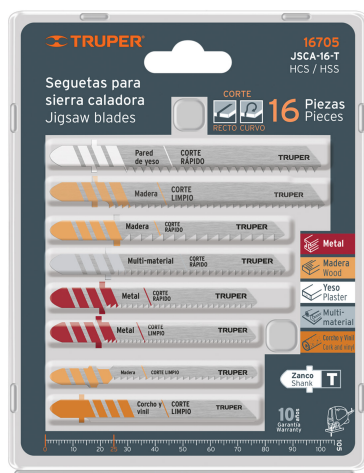 TRUPER®
16705
JSCA-16-T
HCS / HSS
Seguetas para
sierra caladora
Jigsaw blades
CORTE
RECTO CURVO
16 Piezas
Pieces
Pared
de yeso
CORTE
RÁPIDO
TRUPER
Madera
CORTE
LIMPIO
TRUPER
Madera
CORTE
RÁPIDO
TRUPER
Multi-material
CORTE
RÁPIDO
TRUPER
Metal
CORTE
RÁPIDO
TRUPER
Metal
CORTE
LIMPIO
TRUPER
Madera
CORTE LIMPIO
TRUPER
Corcho y
vinil
CORTE
LIMPIO
TRUPER
Metal
Madera
Wood
Yeso
Plaster
Multi-
material
Corcho y Vinil
Cork and vinyl
Zanco
Shank
T
10 años
Garantía
Warranty
mm
10
20
25
30
40
50
60
70
80
90
100
105